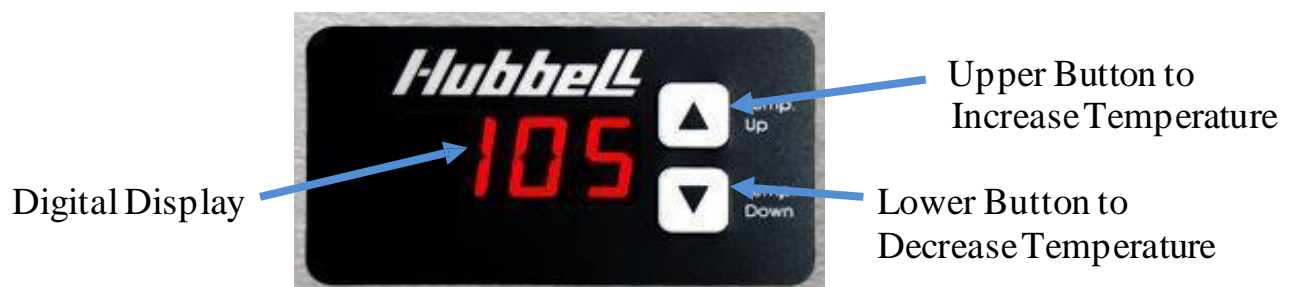 Hubbell
Upper Button to
Increase Temperature
Up
105
Digital Display
Down
Lower Button to
Decrease Temperature